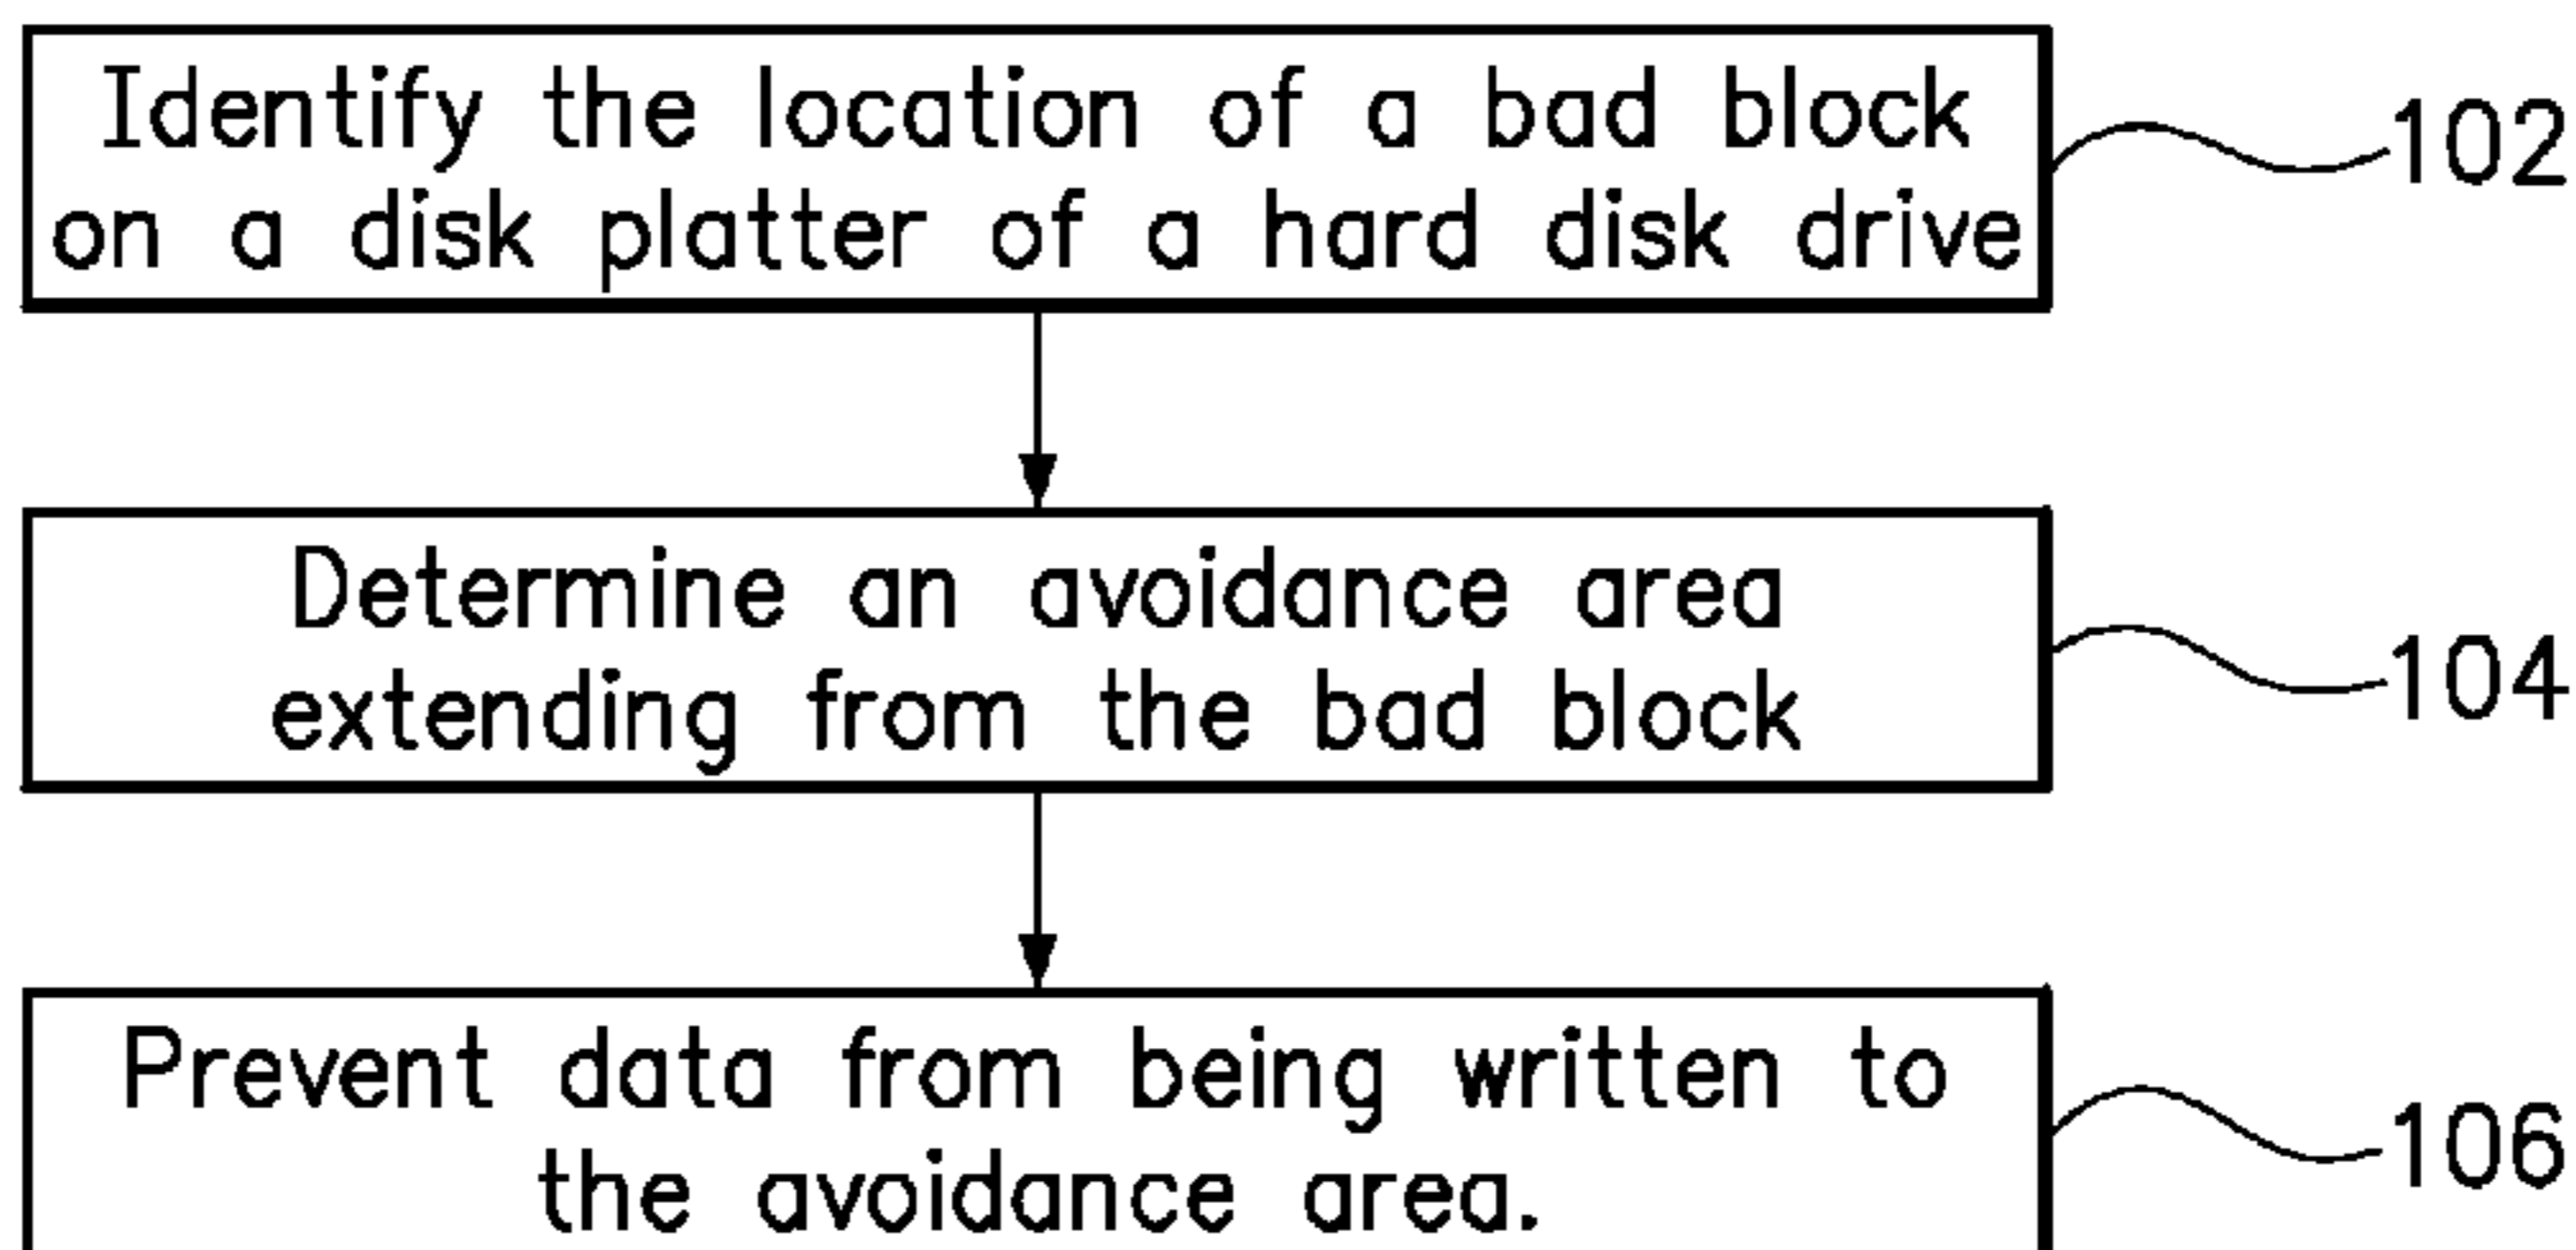 Identify the location of a bad block
on a disk platter of a hard disk drive
102
Determine an avoidance area
extending from the bad block
104
Prevent data from being written to
the avoidance area.
106